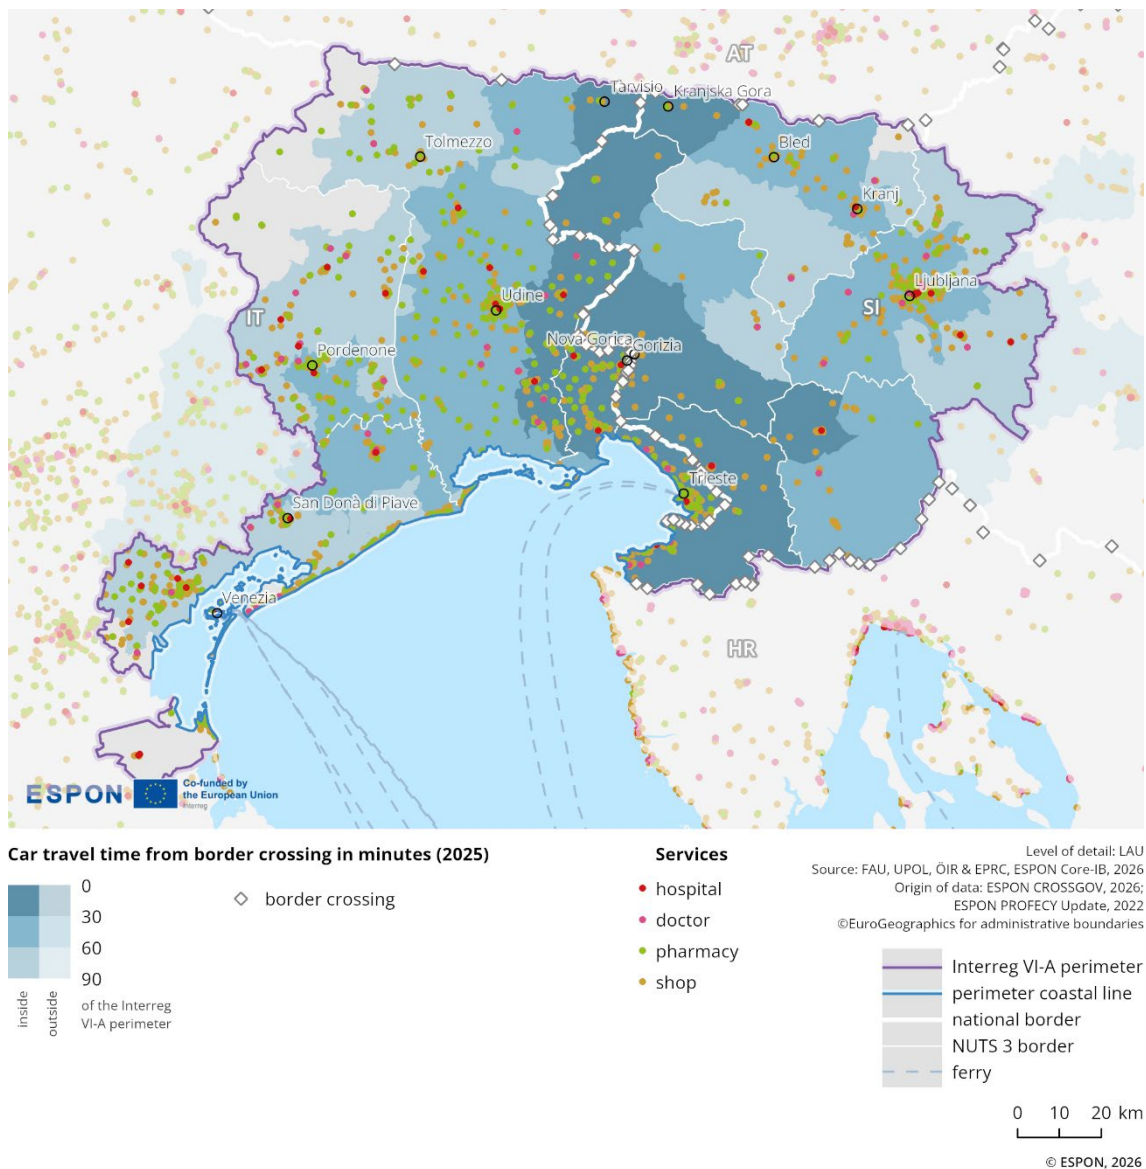 AT
Tarvisio
Kranjska Gora
Tolmezzo
Bled
Kranj
Ljubljana
SI
Udine
IT
Nova Gorica
Gorizia
Pordenone
Trieste
San Donà di Piave
Venezia
HR
ESPON
Co-funded by
the European Union
Interreg
Car travel time from border crossing in minutes (2025)
0
30
60
90
inside
outside
of the Interreg
VI-A perimeter
border crossing
Services
hospital
doctor
pharmacy
shop
Level of detail: LAU
Source: FAU, UPOL, ÖIR & EPRC, ESPON Core-IB, 2026
Origin of data: ESPON CROSSGOV, 2026;
ESPON PROFECY Update, 2022
©EuroGeographics for administrative boundaries
Interreg VI-A perimeter
perimeter coastal line
national border
NUTS 3 border
ferry
0 10 20 km
© ESPON, 2026